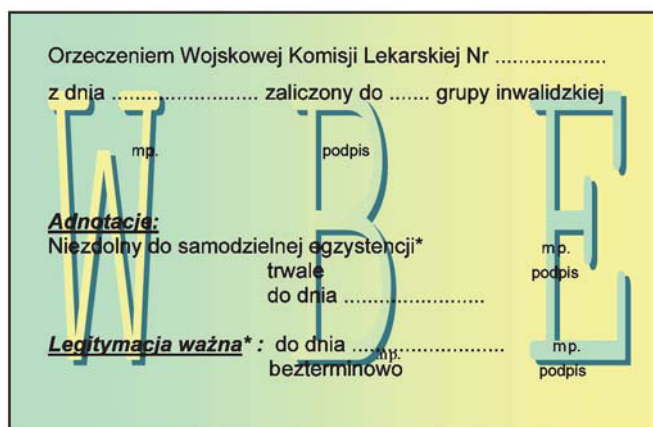 Orzeczeniem Wojskowej Komisji Lekarskiej Nr ...................
z dnia ....................... zaliczony do ....... grupy inwalidzkiej
W B E
mp. podpis
Adnotacje:
Niezdolny do samodzielnej egzystencji* mp.
trwale podpis
do dnia .......................
Legitymacja ważna* : do dnia ........................ mp.
mp.
bezterminowo podpis